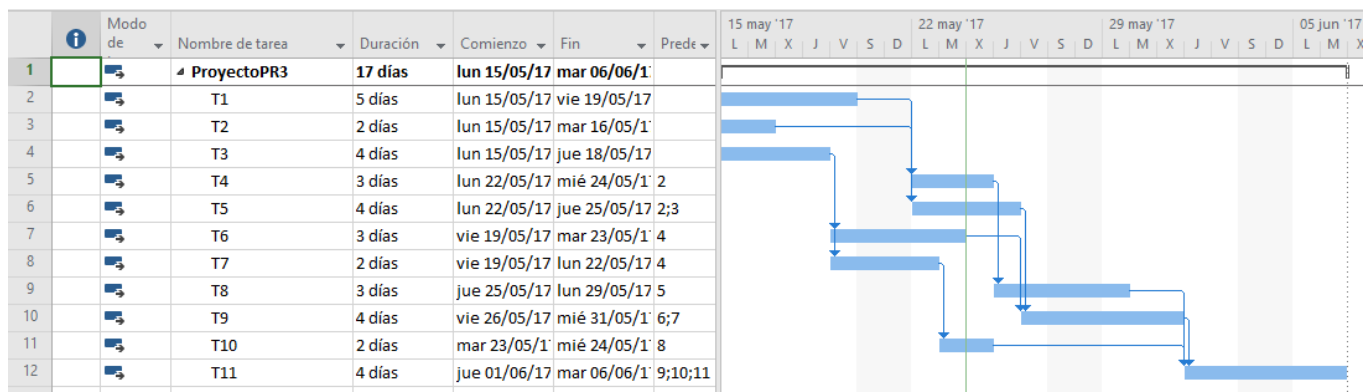 Modo de Nombre de tarea Duración Comienzo Fin Prede
15 may '17 22 may '17 29 may '17 05 jun '17
L M X J V S D L M X J V S D L M X J V S D L M X
1 ProyectoPR3 17 días lun 15/05/17 mar 06/06/1
2 T1 5 días lun 15/05/17 vie 19/05/17
3 T2 2 días lun 15/05/17 mar 16/05/1
4 T3 4 días lun 15/05/17 jue 18/05/17
5 T4 3 días lun 22/05/17 mié 24/05/1 2
6 T5 4 días lun 22/05/17 jue 25/05/17 2;3
7 T6 3 días vie 19/05/17 mar 23/05/1 4
8 T7 2 días vie 19/05/17 lun 22/05/17 4
9 T8 3 días jue 25/05/17 lun 29/05/17 5
10 T9 4 días vie 26/05/17 mié 31/05/1 6;7
11 T10 2 días mar 23/05/1 mié 24/05/1 8
12 T11 4 días jue 01/06/17 mar 06/06/1 9;10;11